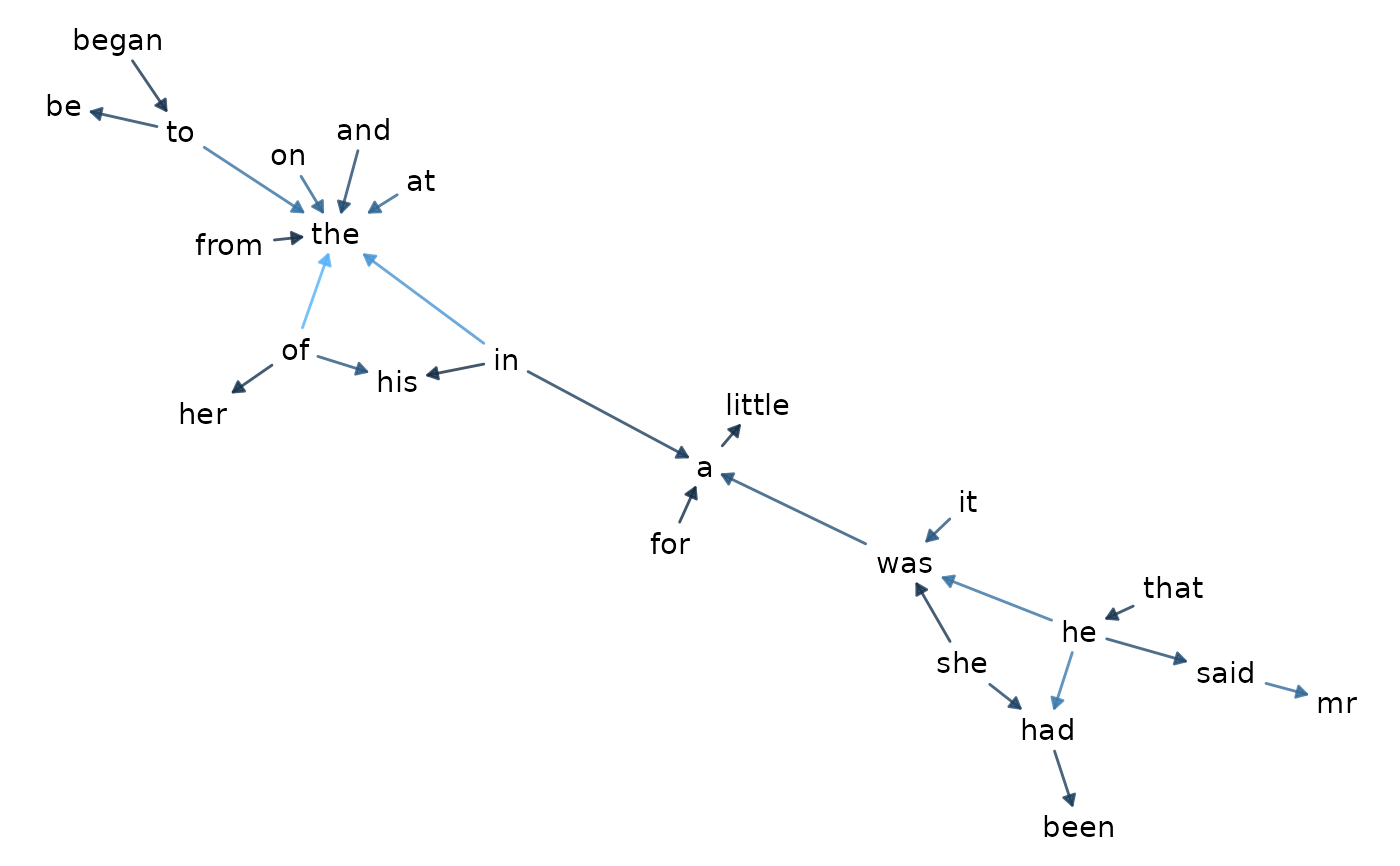 began
be
to
and
on
at
the
from
of
in
his
her
little
a
it
for
was
that
he
she
said
mr
had
been